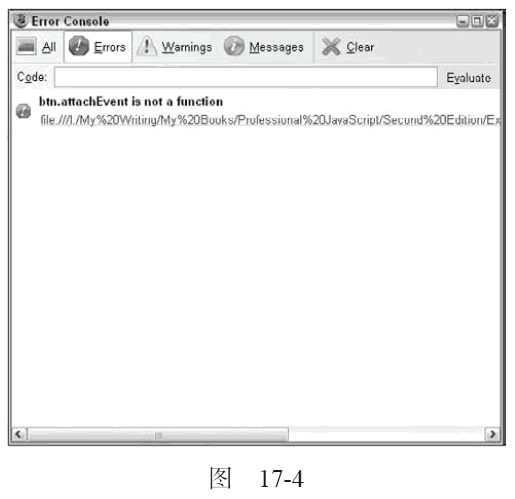 Error Console
All Errors Warnings Messages Clear
Code: Evaluate
btn.attachEvent is not a function
file:///I:/My%20Writing/My%20Books/Professional%20JavaScript/Second%20Edition/Ex
图 17-4